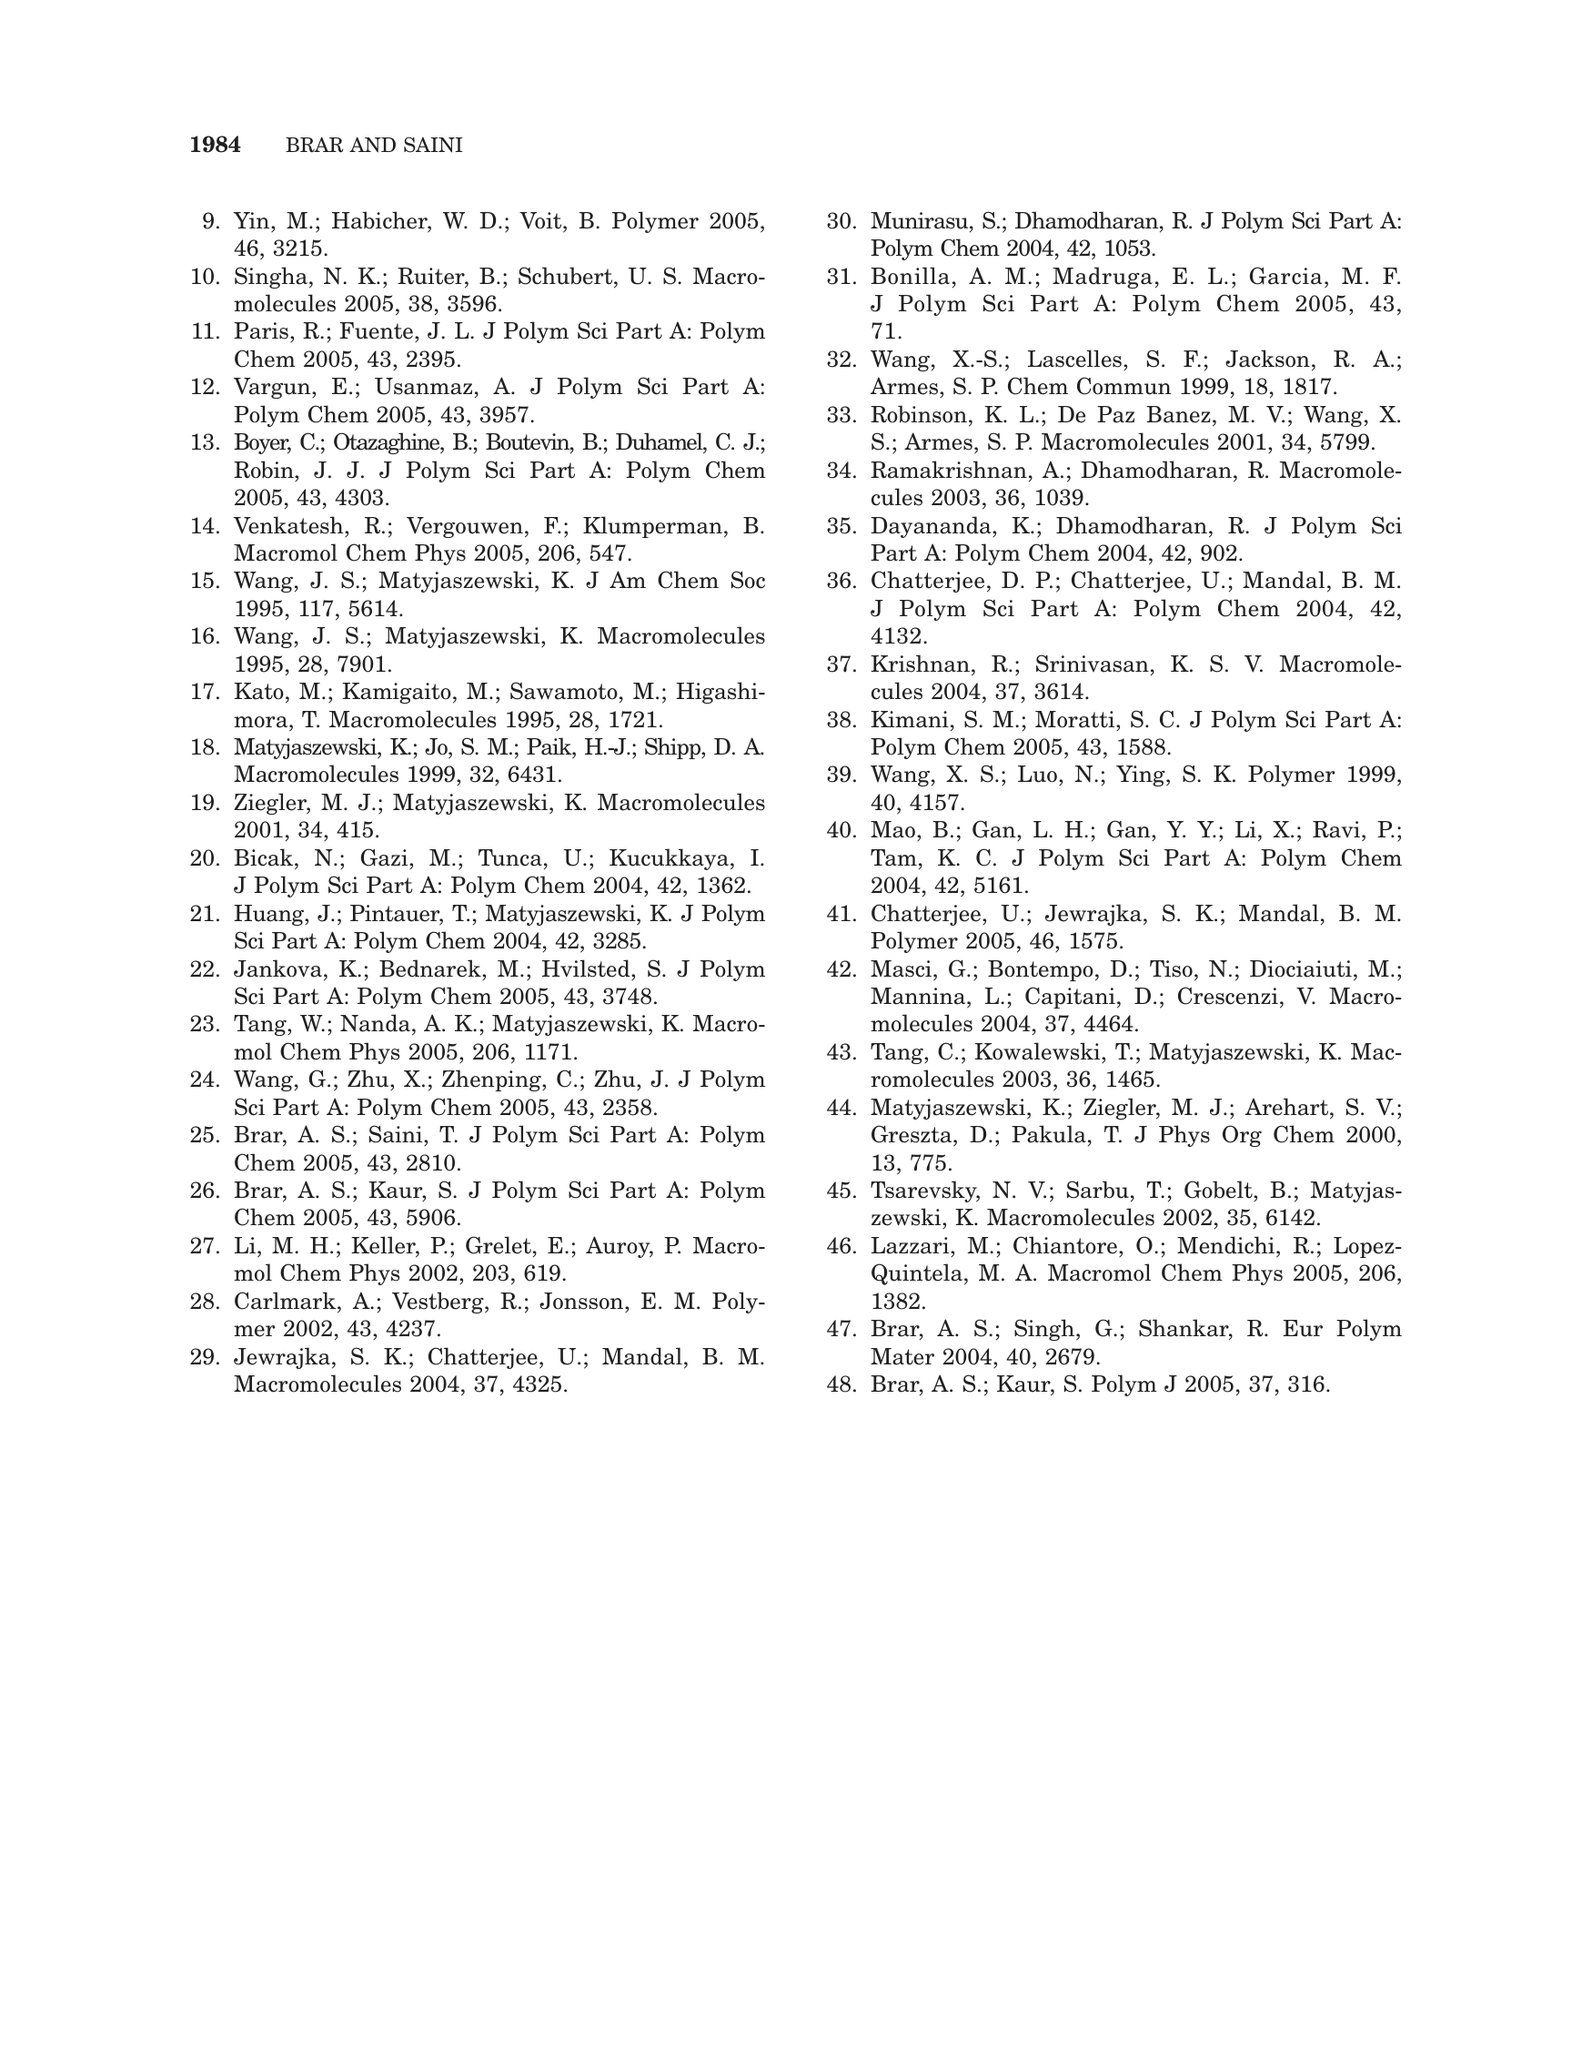 1984 BRAR AND SAINI
9. Yin, M.; Habicher, W. D.; Voit, B. Polymer 2005,
46, 3215.
10. Singha, N. K.; Ruiter, B.; Schubert, U. S. Macro-
molecules 2005, 38, 3596.
11. Paris, R.; Fuente, J. L. J Polym Sci Part A: Polym
Chem 2005, 43, 2395.
12. Vargun, E.; Usanmaz, A. J Polym Sci Part A:
Polym Chem 2005, 43, 3957.
13. Boyer, C.; Otazaghine, B.; Boutevin, B.; Duhamel, C. J.;
Robin, J. J. J Polym Sci Part A: Polym Chem
2005, 43, 4303.
14. Venkatesh, R.; Vergouwen, F.; Klumperman, B.
Macromol Chem Phys 2005, 206, 547.
15. Wang, J. S.; Matyjaszewski, K. J Am Chem Soc
1995, 117, 5614.
16. Wang, J. S.; Matyjaszewski, K. Macromolecules
1995, 28, 7901.
17. Kato, M.; Kamigaito, M.; Sawamoto, M.; Higashi-
mora, T. Macromolecules 1995, 28, 1721.
18. Matyjaszewski, K.; Jo, S. M.; Paik, H.-J.; Shipp, D. A.
Macromolecules 1999, 32, 6431.
19. Ziegler, M. J.; Matyjaszewski, K. Macromolecules
2001, 34, 415.
20. Bicak, N.; Gazi, M.; Tunca, U.; Kucukkaya, I.
J Polym Sci Part A: Polym Chem 2004, 42, 1362.
21. Huang, J.; Pintauer, T.; Matyjaszewski, K. J Polym
Sci Part A: Polym Chem 2004, 42, 3285.
22. Jankova, K.; Bednarek, M.; Hvilsted, S. J Polym
Sci Part A: Polym Chem 2005, 43, 3748.
23. Tang, W.; Nanda, A. K.; Matyjaszewski, K. Macro-
mol Chem Phys 2005, 206, 1171.
24. Wang, G.; Zhu, X.; Zhenping, C.; Zhu, J. J Polym
Sci Part A: Polym Chem 2005, 43, 2358.
25. Brar, A. S.; Saini, T. J Polym Sci Part A: Polym
Chem 2005, 43, 2810.
26. Brar, A. S.; Kaur, S. J Polym Sci Part A: Polym
Chem 2005, 43, 5906.
27. Li, M. H.; Keller, P.; Grelet, E.; Auroy, P. Macro-
mol Chem Phys 2002, 203, 619.
28. Carlmark, A.; Vestberg, R.; Jonsson, E. M. Poly-
mer 2002, 43, 4237.
29. Jewrajka, S. K.; Chatterjee, U.; Mandal, B. M.
Macromolecules 2004, 37, 4325.
30. Munirasu, S.; Dhamodharan, R. J Polym Sci Part A:
Polym Chem 2004, 42, 1053.
31. Bonilla, A. M.; Madruga, E. L.; Garcia, M. F.
J Polym Sci Part A: Polym Chem 2005, 43,
71.
32. Wang, X.-S.; Lascelles, S. F.; Jackson, R. A.;
Armes, S. P. Chem Commun 1999, 18, 1817.
33. Robinson, K. L.; De Paz Banez, M. V.; Wang, X.
S.; Armes, S. P. Macromolecules 2001, 34, 5799.
34. Ramakrishnan, A.; Dhamodharan, R. Macromole-
cules 2003, 36, 1039.
35. Dayananda, K.; Dhamodharan, R. J Polym Sci
Part A: Polym Chem 2004, 42, 902.
36. Chatterjee, D. P.; Chatterjee, U.; Mandal, B. M.
J Polym Sci Part A: Polym Chem 2004, 42,
4132.
37. Krishnan, R.; Srinivasan, K. S. V. Macromole-
cules 2004, 37, 3614.
38. Kimani, S. M.; Moratti, S. C. J Polym Sci Part A:
Polym Chem 2005, 43, 1588.
39. Wang, X. S.; Luo, N.; Ying, S. K. Polymer 1999,
40, 4157.
40. Mao, B.; Gan, L. H.; Gan, Y. Y.; Li, X.; Ravi, P.;
Tam, K. C. J Polym Sci Part A: Polym Chem
2004, 42, 5161.
41. Chatterjee, U.; Jewrajka, S. K.; Mandal, B. M.
Polymer 2005, 46, 1575.
42. Masci, G.; Bontempo, D.; Tiso, N.; Diociaiuti, M.;
Mannina, L.; Capitani, D.; Crescenzi, V. Macro-
molecules 2004, 37, 4464.
43. Tang, C.; Kowalewski, T.; Matyjaszewski, K. Mac-
romolecules 2003, 36, 1465.
44. Matyjaszewski, K.; Ziegler, M. J.; Arehart, S. V.;
Greszta, D.; Pakula, T. J Phys Org Chem 2000,
13, 775.
45. Tsarevsky, N. V.; Sarbu, T.; Gobelt, B.; Matyjas-
zewski, K. Macromolecules 2002, 35, 6142.
46. Lazzari, M.; Chiantore, O.; Mendichi, R.; Lopez-
Quintela, M. A. Macromol Chem Phys 2005, 206,
1382.
47. Brar, A. S.; Singh, G.; Shankar, R. Eur Polym
Mater 2004, 40, 2679.
48. Brar, A. S.; Kaur, S. Polym J 2005, 37, 316.